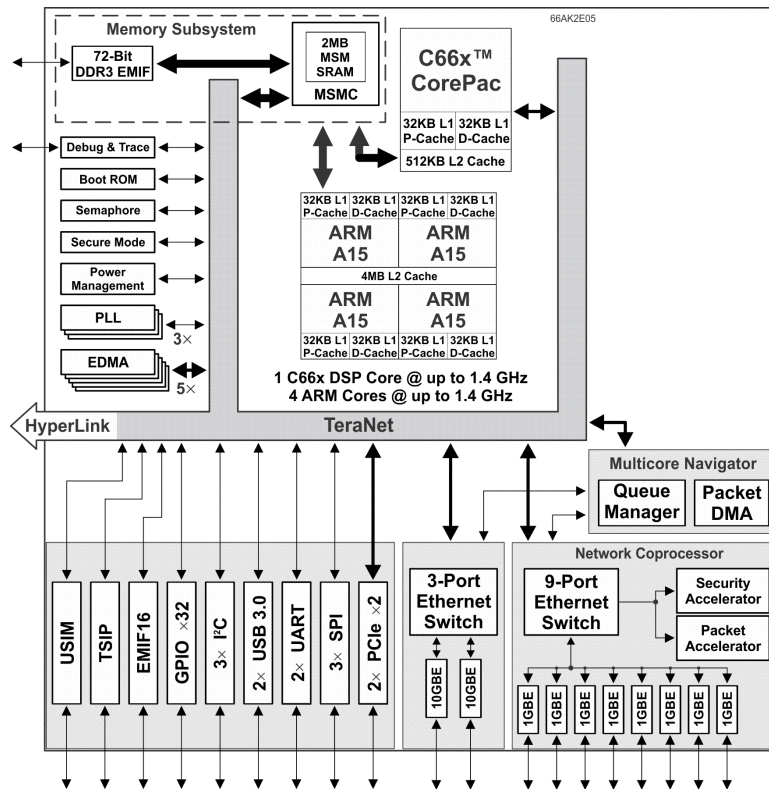 66AK2E05
Memory Subsystem
72-Bit
DDR3 EMIF
2MB
MSM
SRAM
MSMC
C66x™
CorePac
32KB L1
P-Cache
32KB L1
D-Cache
512KB L2 Cache
Debug & Trace
Boot ROM
Semaphore
Secure Mode
Power
Management
PLL
3×
EDMA
5×
32KB L1
P-Cache
32KB L1
D-Cache
32KB L1
P-Cache
32KB L1
D-Cache
ARM
A15
ARM
A15
4MB L2 Cache
ARM
A15
ARM
A15
32KB L1
P-Cache
32KB L1
D-Cache
32KB L1
P-Cache
32KB L1
D-Cache
1 C66x DSP Core @ up to 1.4 GHz
4 ARM Cores @ up to 1.4 GHz
HyperLink
TeraNet
Multicore Navigator
Queue
Manager
Packet
DMA
USIM
TSIP
EMIF16
GPIO ×32
3× I²C
2× USB 3.0
2× UART
3× SPI
2× PCIe ×2
3-Port
Ethernet
Switch
10GBE
10GBE
Network Coprocessor
9-Port
Ethernet
Switch
Security
Accelerator
Packet
Accelerator
1GBE
1GBE
1GBE
1GBE
1GBE
1GBE
1GBE
1GBE